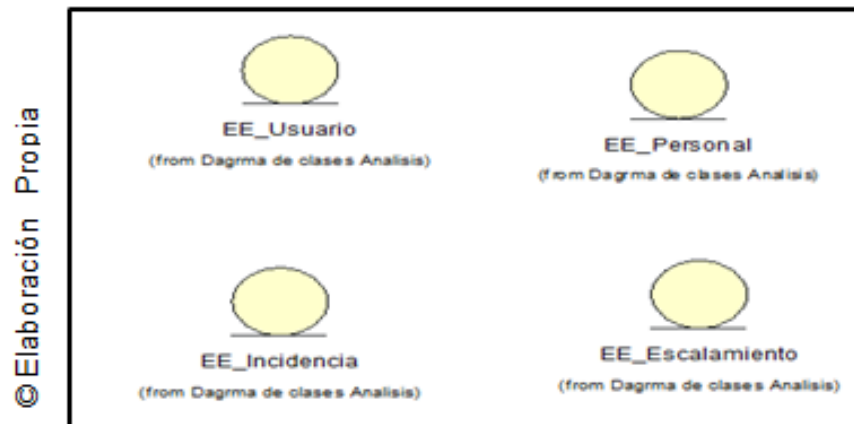 © Elaboración Propia
EE_Usuario
(from Dagrma de clases Analisis)
EE_Personal
(from Dagrma de clases Analisis)
EE_Incidencia
(from Dagrma de clases Analisis)
EE_Escalamiento
(from Dagrma de clases Analisis)